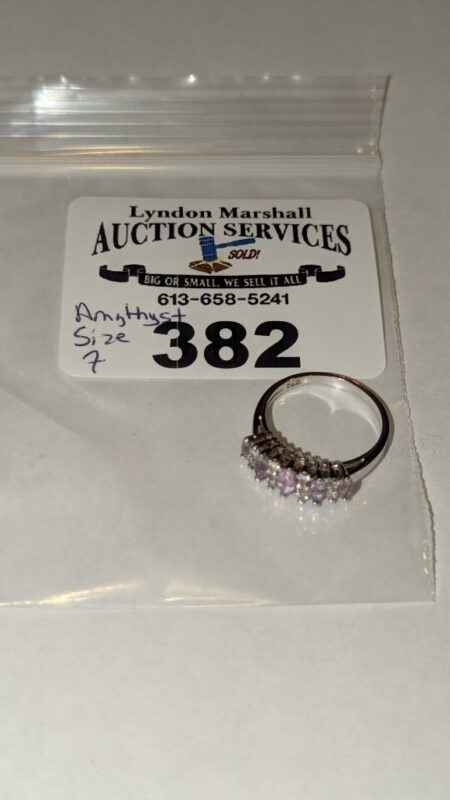 Lyndon Marshall
AUCTION SERVICES
SOLD!
BIG OR SMALL, WE SELL IT ALL
613-658-5241
Amythyst
Size
7
382